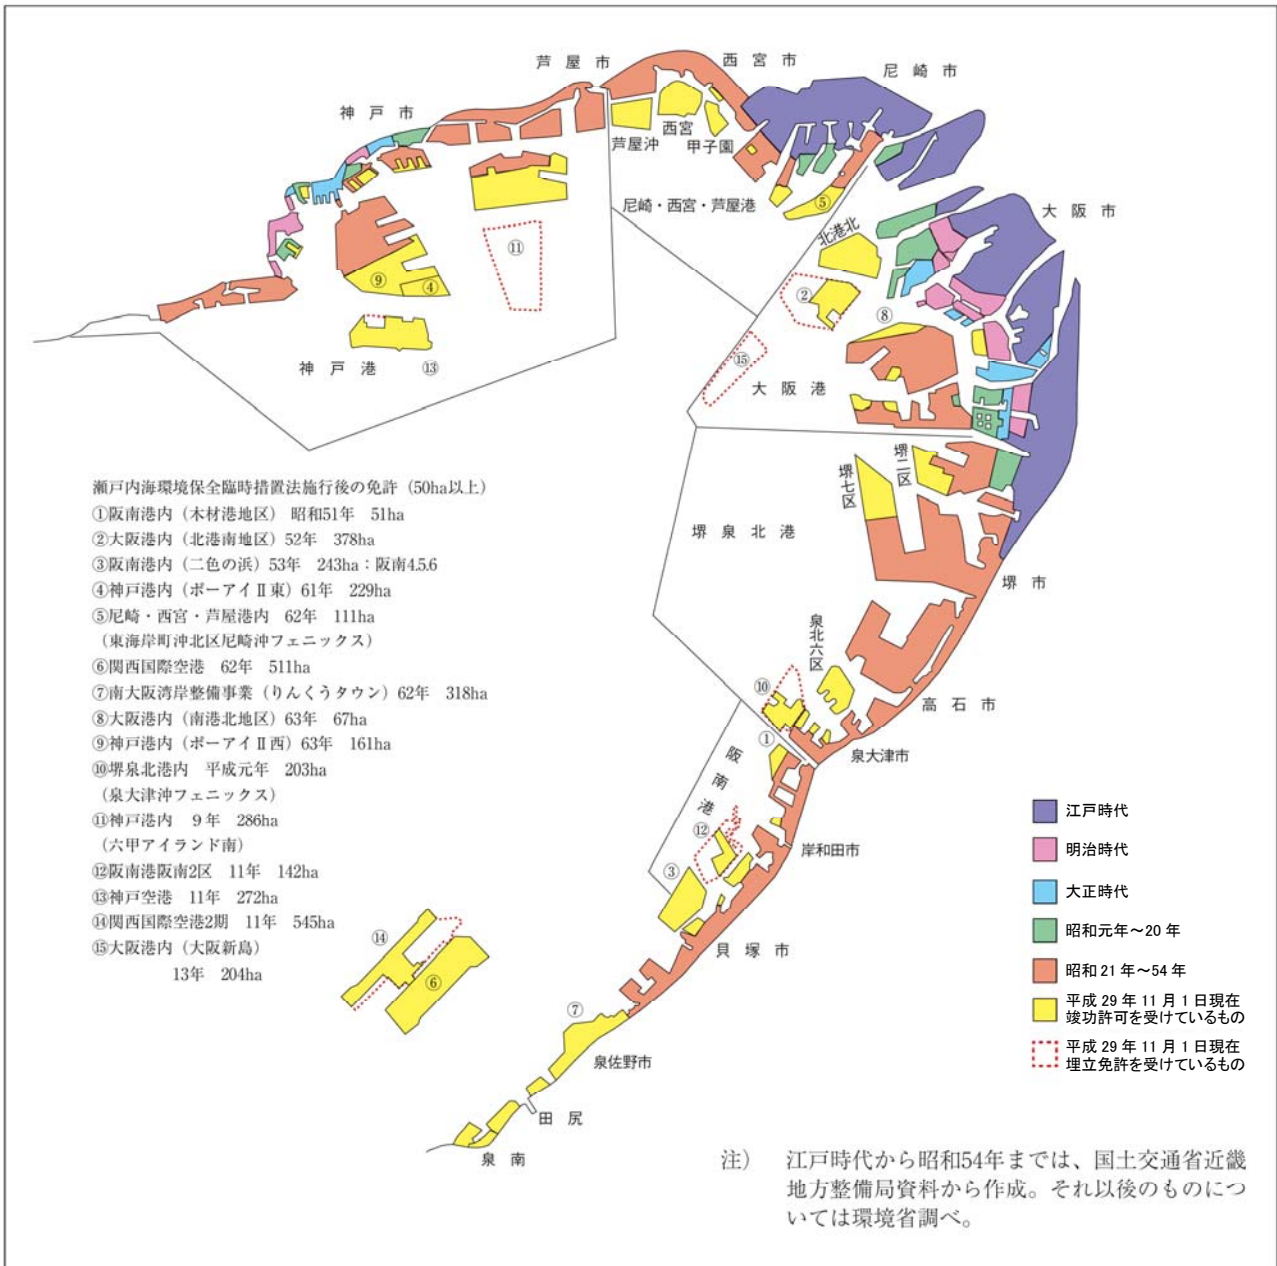 芦屋市
西宮市
尼崎市
神戸市
芦屋沖
西宮
甲子園
尼崎・西宮・芦屋港
⑤
大阪市
北港北
⑪
⑨
④
②
⑧
⑮
神戸港
⑬
大阪港
堺二区
堺七区
堺泉北港
堺市
瀬戸内海環境保全臨時措置法施行後の免許（50ha以上）
①阪南港内（木材港地区） 昭和51年 51ha
②大阪港内（北港南地区）52年 378ha
③阪南港内（二色の浜）53年 243ha：阪南4.5.6
④神戸港内（ポーアイⅡ東）61年 229ha
⑤尼崎・西宮・芦屋港内 62年 111ha
（東海岸町沖北区尼崎沖フェニックス）
⑥関西国際空港 62年 511ha
⑦南大阪湾岸整備事業（りんくうタウン）62年 318ha
⑧大阪港内（南港北地区）63年 67ha
⑨神戸港内（ポーアイⅡ西）63年 161ha
⑩堺泉北港内 平成元年 203ha
（泉大津沖フェニックス）
⑪神戸港内 9年 286ha
（六甲アイランド南）
⑫阪南港阪南2区 11年 142ha
⑬神戸空港 11年 272ha
⑭関西国際空港2期 11年 545ha
⑮大阪港内（大阪新島）
13年 204ha
泉北六区
⑩
高石市
①
泉大津市
阪南港
⑫
岸和田市
③
貝塚市
⑭
⑥
⑦
泉佐野市
田尻
泉南
江戸時代
明治時代
大正時代
昭和元年～20年
昭和21年～54年
平成29年11月1日現在
竣功許可を受けているもの
平成29年11月1日現在
埋立免許を受けているもの
注） 江戸時代から昭和54年までは、国土交通省近畿
地方整備局資料から作成。それ以後のものにつ
いては環境省調べ。